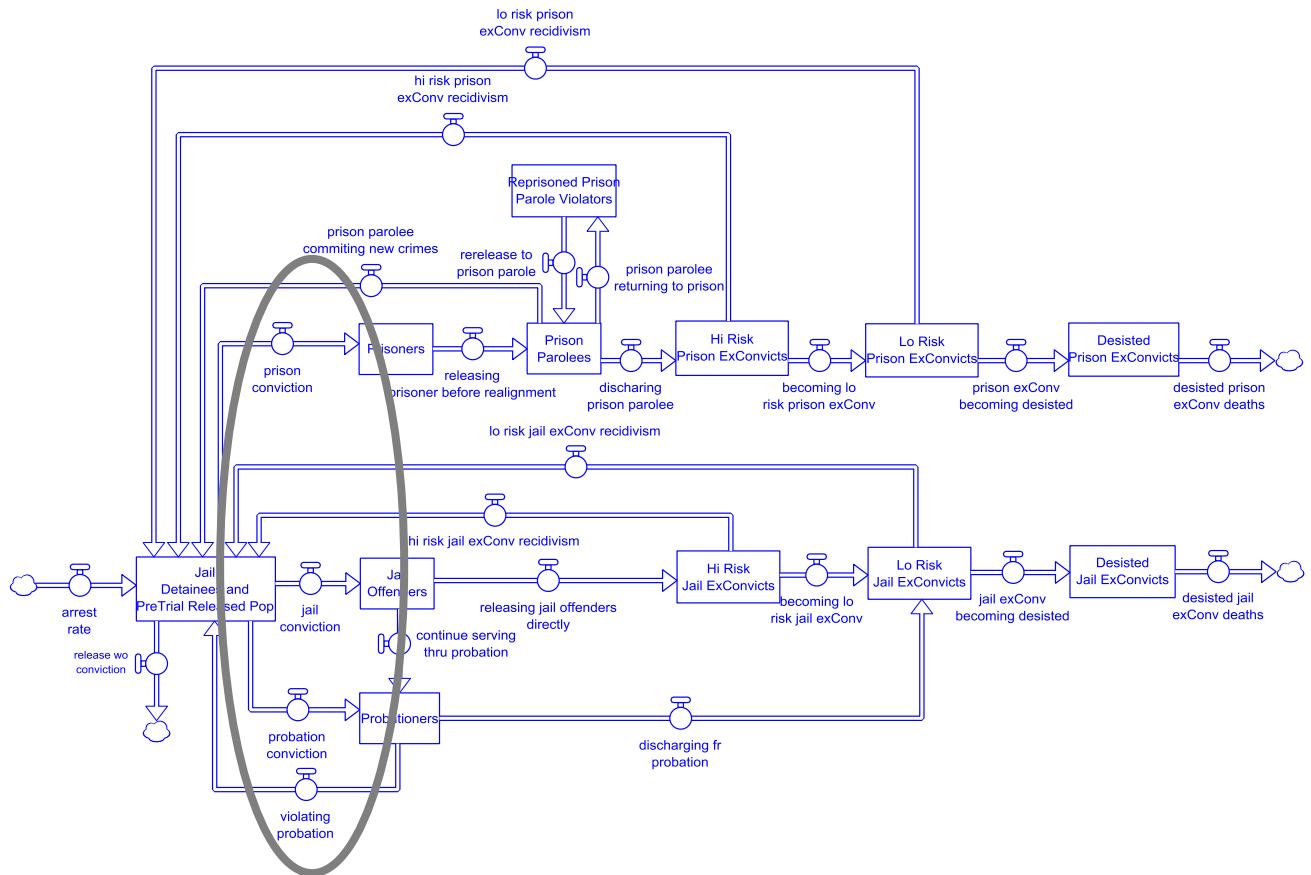 lo risk prison
exConv recidivism
hi risk prison
exConv recidivism
Reprisoned Prison
Parole Violators
prison parolee
commiting new crimes
rerelease to
prison parole
prison parolee
returning to prison
Prisoners
Prison
Parolees
Hi Risk
Prison ExConvicts
Lo Risk
Prison ExConvicts
Desisted
Prison ExConvicts
prison
conviction
releasing
prisoner before realignment
discharing
prison parolee
becoming lo
risk prison exConv
prison exConv
becoming desisted
desisted prison
exConv deaths
lo risk jail exConv recidivism
hi risk jail exConv recidivism
Jail
Detainees and
PreTrial Released Pop
Jail
Offenders
Hi Risk
Jail ExConvicts
Lo Risk
Jail ExConvicts
Desisted
Jail ExConvicts
arrest
rate
jail
conviction
releasing jail offenders
directly
becoming lo
risk jail exConv
jail exConv
becoming desisted
desisted jail
exConv deaths
release wo
conviction
continue serving
thru probation
Probationers
probation
conviction
discharging fr
probation
violating
probation